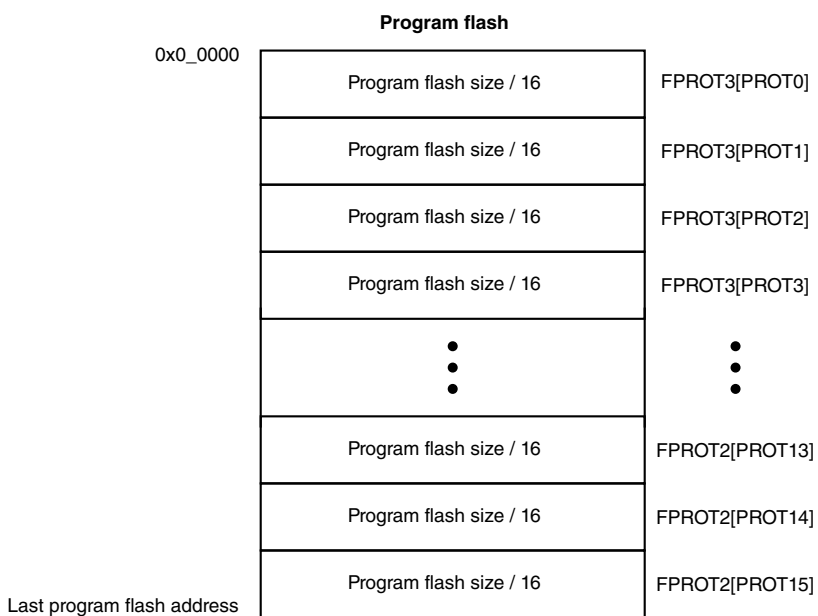 Program flash
0x0_0000
Program flash size / 16 FPROT3[PROT0]
Program flash size / 16 FPROT3[PROT1]
Program flash size / 16 FPROT3[PROT2]
Program flash size / 16 FPROT3[PROT3]
Program flash size / 16 FPROT2[PROT13]
Program flash size / 16 FPROT2[PROT14]
Program flash size / 16 FPROT2[PROT15]
Last program flash address